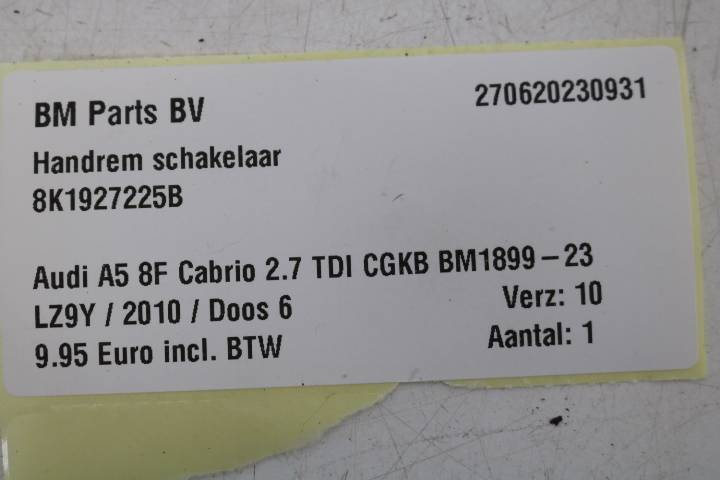 BM Parts BV 270620230931
Handrem schakelaar
8K1927225B
Audi A5 8F Cabrio 2.7 TDI CGKB BM1899-23
LZ9Y / 2010 / Doos 6 Verz: 10
9.95 Euro incl. BTW Aantal: 1